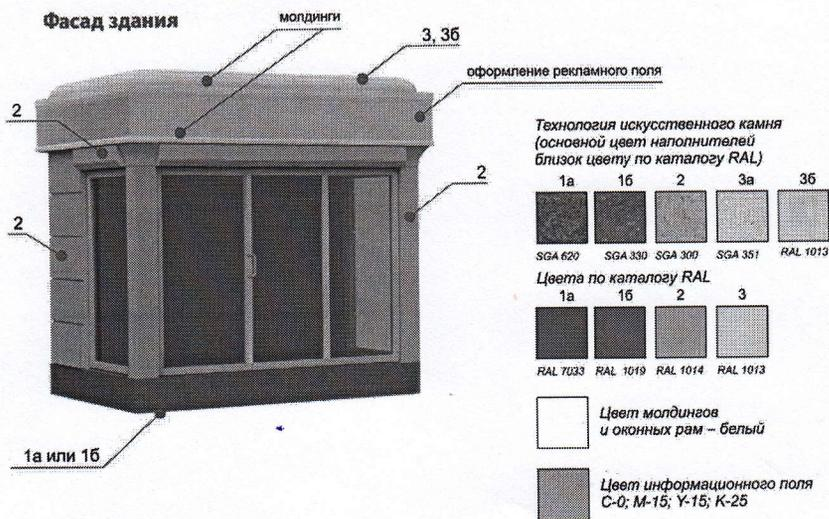 Фасад здания
молдинги
3, 3б
оформление рекламного поля
2
2
2
1а или 1б
Технология искусственного камня
(основной цвет наполнителей
близок цвету по каталогу RAL)
1а 1б 2 3а 3б
SGA 620 SGA 330 SGA 300 SGA 351 RAL 1013
Цвета по каталогу RAL
1а 1б 2 3
RAL 7033 RAL 1019 RAL 1014 RAL 1013
Цвет молдингов
и оконных рам – белый
Цвет информационного поля
C-0; M-15; Y-15; K-25